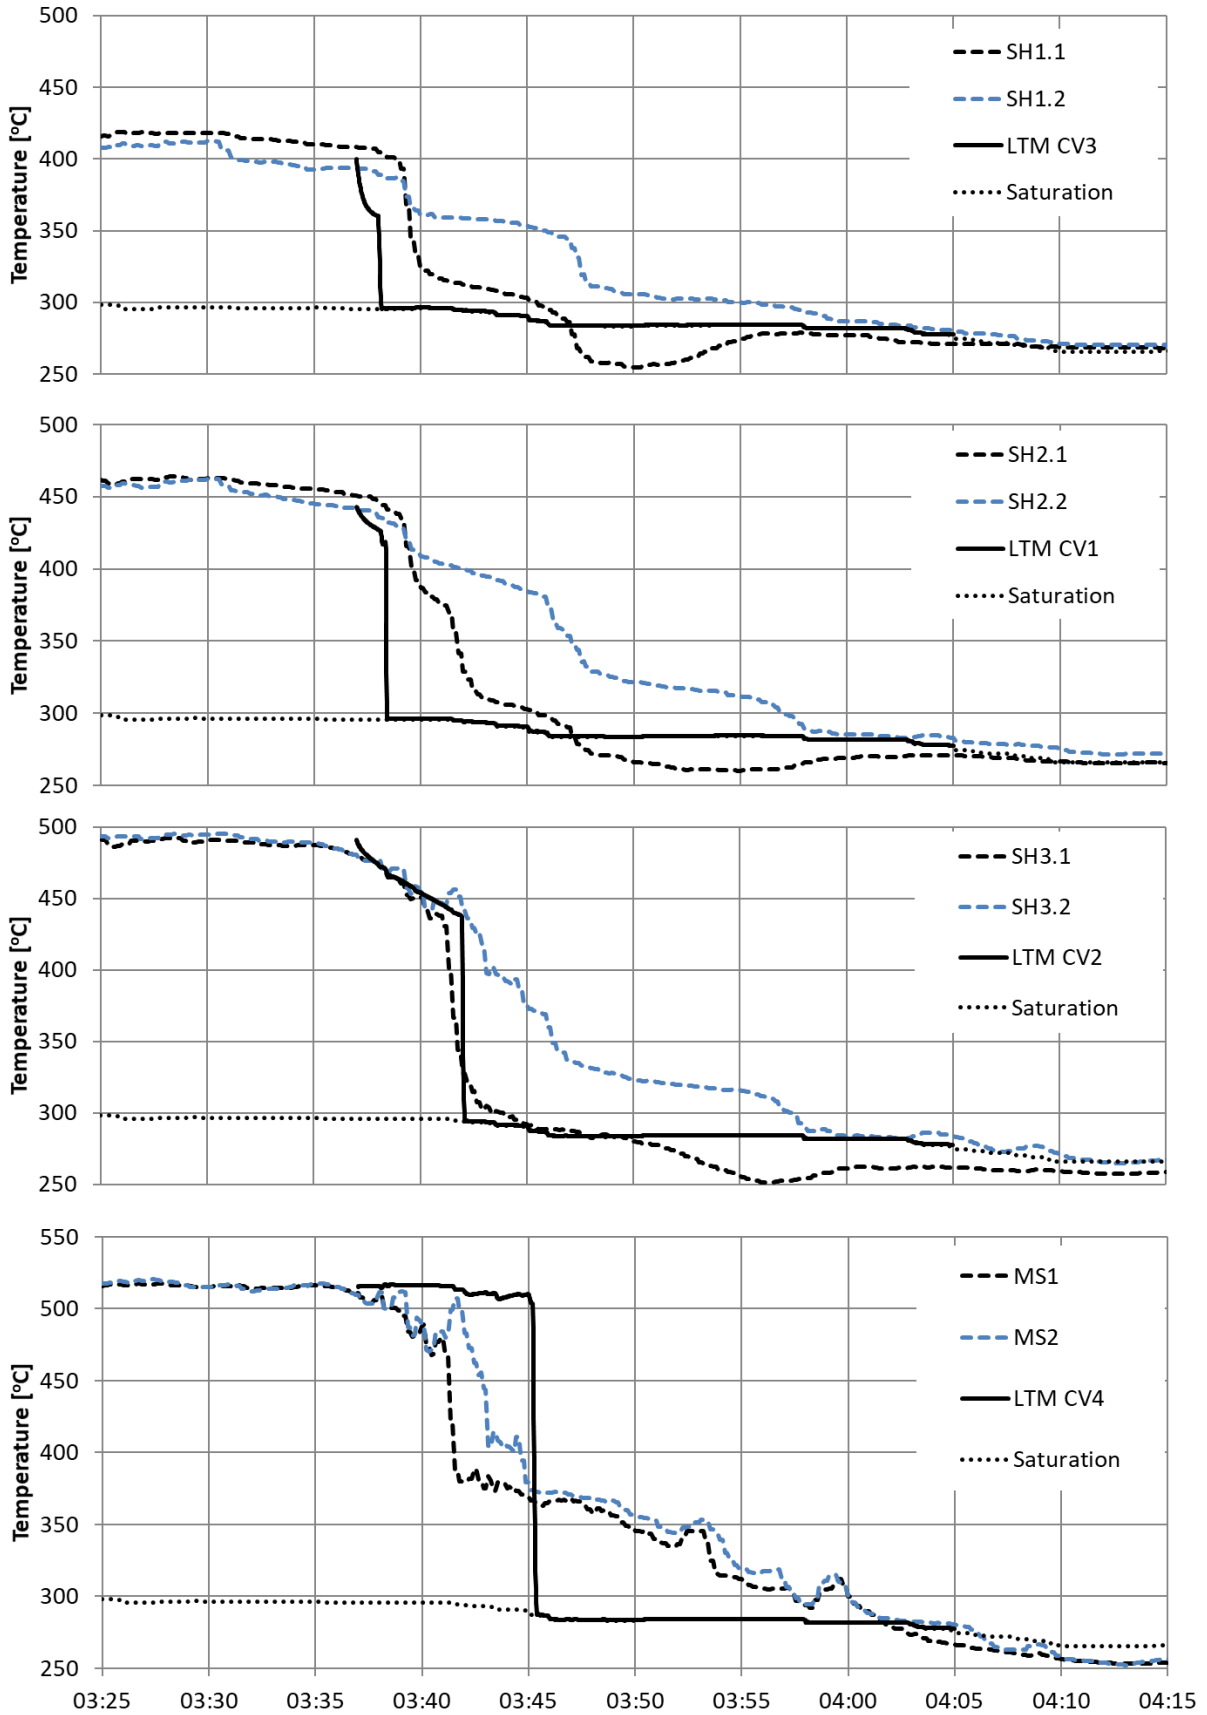 500
450
400
350
300
250
Temperature [°C]
SH1.1
SH1.2
LTM CV3
Saturation
500
450
400
350
300
250
Temperature [°C]
SH2.1
SH2.2
LTM CV1
Saturation
500
450
400
350
300
250
Temperature [°C]
SH3.1
SH3.2
LTM CV2
Saturation
550
500
450
400
350
300
250
Temperature [°C]
MS1
MS2
LTM CV4
Saturation
03:25 03:30 03:35 03:40 03:45 03:50 03:55 04:00 04:05 04:10 04:15